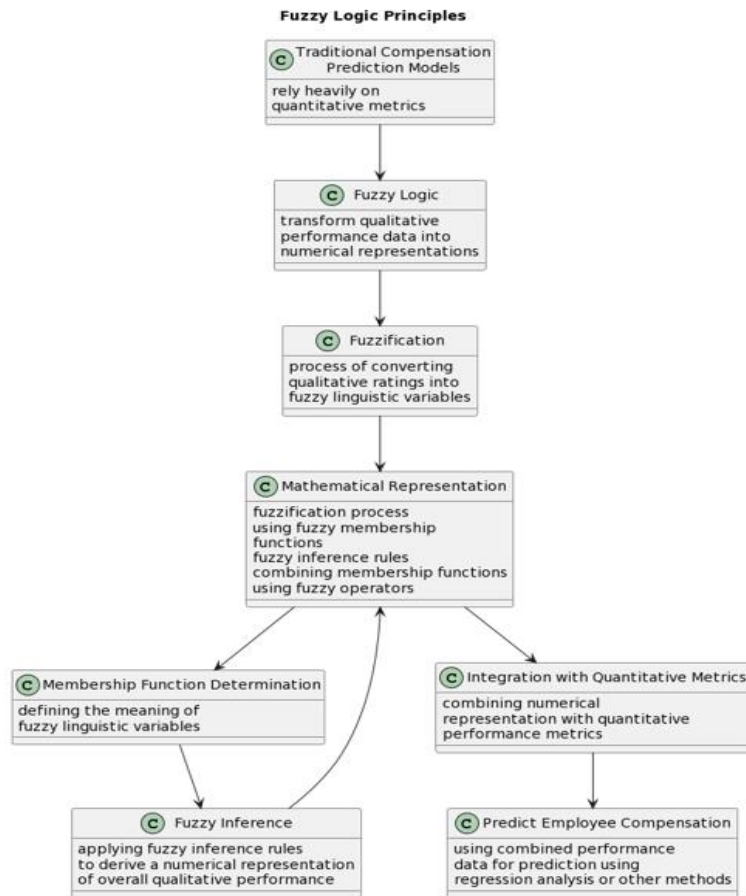 Fuzzy Logic Principles
C Traditional Compensation
Prediction Models
rely heavily on
quantitative metrics
C Fuzzy Logic
transform qualitative
performance data into
numerical representations
C Fuzzification
process of converting
qualitative ratings into
fuzzy linguistic variables
C Mathematical Representation
fuzzification process
using fuzzy membership
functions
fuzzy inference rules
combining membership functions
using fuzzy operators
C Membership Function Determination
defining the meaning of
fuzzy linguistic variables
C Integration with Quantitative Metrics
combining numerical
representation with quantitative
performance metrics
C Fuzzy Inference
applying fuzzy inference rules
to derive a numerical representation
of overall qualitative performance
C Predict Employee Compensation
using combined performance
data for prediction using
regression analysis or other methods